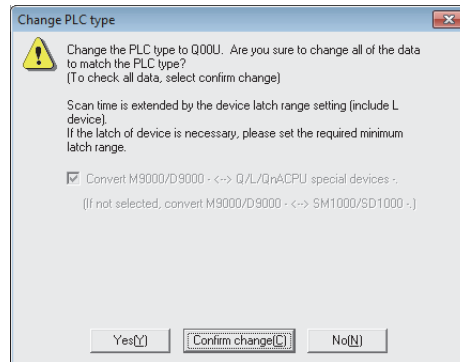 Change PLC type
Change the PLC type to Q00U. Are you sure to change all of the data
to match the PLC type?
(To check all data, select confirm change)
Scan time is extended by the device latch range setting (include L
device).
If the latch of device is necessary, please set the required minimum
latch range.
Convert M9000/D9000 - <--> Q/L/QnACPU special devices -.
(If not selected, convert M9000/D9000 - <--> SM1000/SD1000 -.)
Yes(Y) Confirm change(C) No(N)